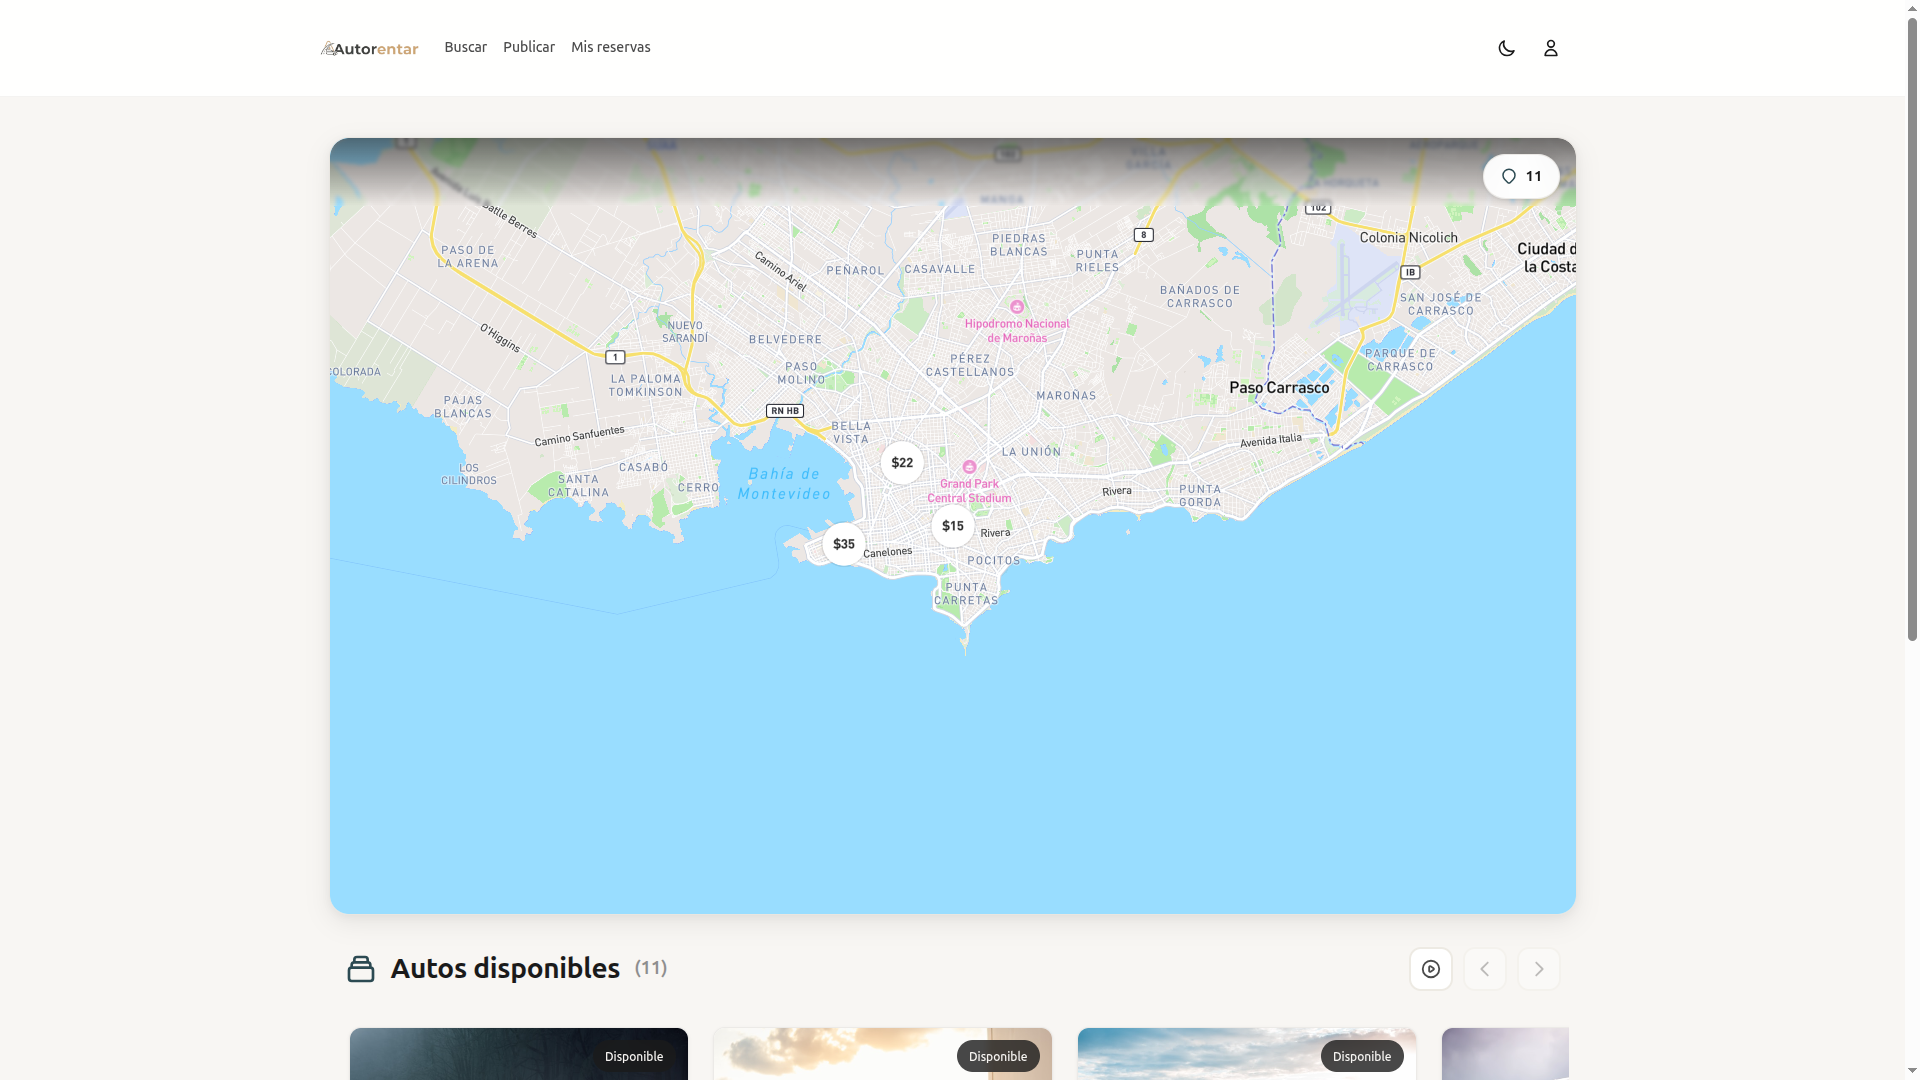 Autorentar
Buscar
Publicar
Mis reservas
11
Batlle Berres
102
8
Colonia Nicolich
Ciudad d
la Costa
PASO DE
LA ARENA
Camino Ariel
PEÑAROL
CASAVALLE
PIEDRAS
BLANCAS
PUNTA
RIELES
IB
BAÑADOS DE
CARRASCO
SAN JOSÉ DE
CARRASCO
O'Higgins
NUEVO
SARANDÍ
BELVEDERE
Hipodromo Nacional
de Maroñas
1
PASO
MOLINO
PÉREZ
CASTELLANOS
PARQUE DE
CARRASCO
COLORADA
LA PALOMA
TOMKINSON
MAROÑAS
Paso Carrasco
PAJAS
BLANCAS
RN HB
BELLA
VISTA
Camino Sanfuentes
Avenida Italia
LA UNIÓN
$22
LOS
CILINDROS
SANTA
CATALINA
CASABÓ
CERRO
Bahía de
Montevideo
Grand Park
Central Stadium
Rivera
PUNTA
GORDA
$15
Rivera
$35
Canelones
POCITOS
PUNTA
CARRETAS
Autos disponibles (11)
Disponible
Disponible
Disponible